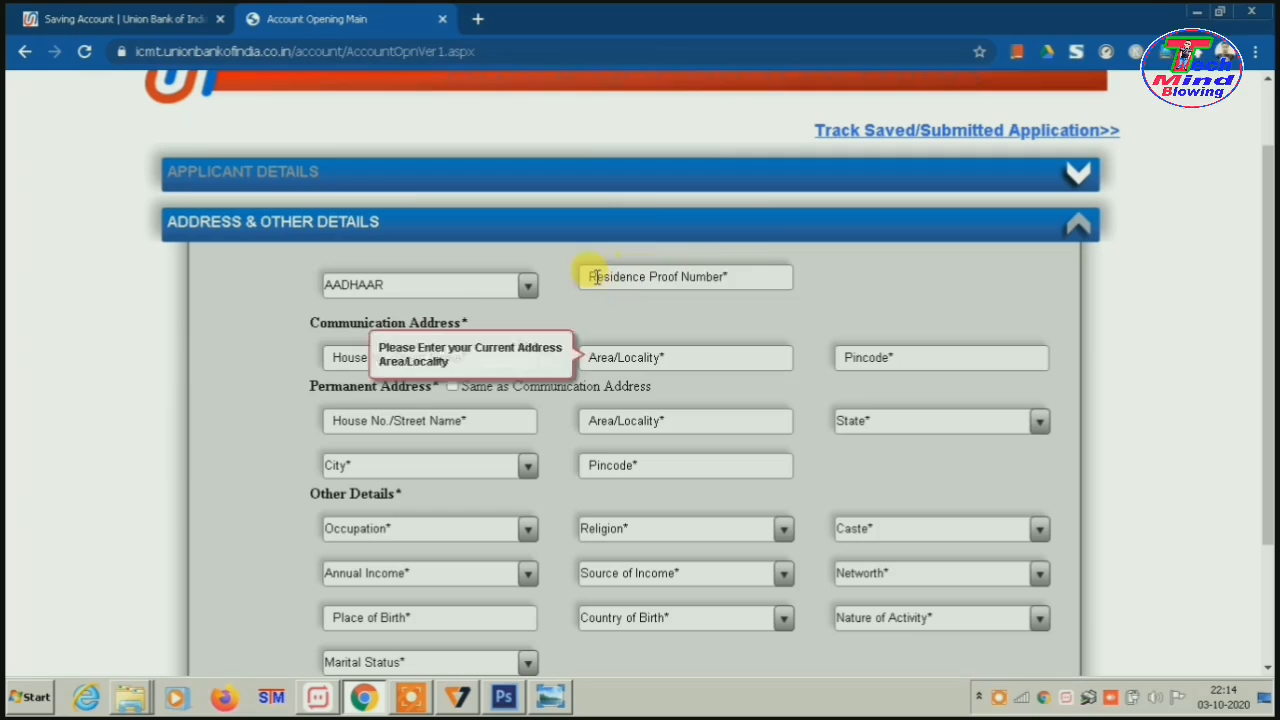 Saving Account | Union Bank of Indi
Account Opening Main
icmt.unionbankofindia.co.in/account/AccountOpnVer1.aspx
Tech
Mind
Blowing
Track Saved/Submitted Application>>
APPLICANT DETAILS
ADDRESS & OTHER DETAILS
AADHAAR
Residence Proof Number*
Communication Address*
Please Enter your Current Address
Area/Locality
House
Area/Locality*
Pincode*
Permanent Address* Same as Communication Address
House No./Street Name*
Area/Locality*
State*
City*
Pincode*
Other Details*
Occupation*
Religion*
Caste*
Annual Income*
Source of Income*
Networth*
Place of Birth*
Country of Birth*
Nature of Activity*
Marital Status*
Start
SIM
Ps
22:14
03-10-2020